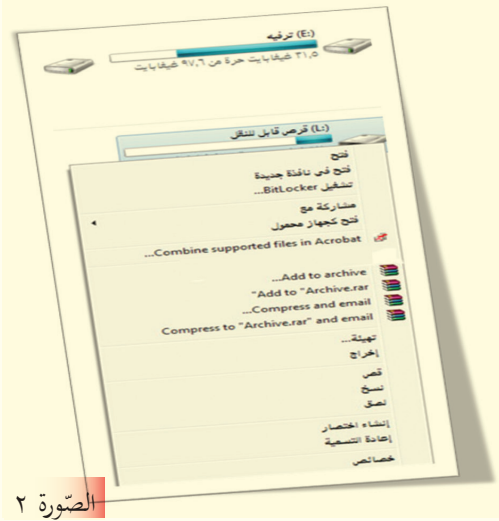 (E:) ترفيه
٣١,٥ غيغابايت حرة من ٩٧,٦ غيغابايت
(L:) قرص قابل للنقل
فتح
فتح في نافذة جديدة
تشغيل BitLocker...
مشاركة مع
فتح كجهاز محمول
Combine supported files in Acrobat...
Add to archive...
Add to "Archive.rar"
Compress and email...
Compress to "Archive.rar" and email
تهيئة...
إخراج
قص
نسخ
لصق
إنشاء اختصار
إعادة التسمية
خصائص
الصّورة ٢